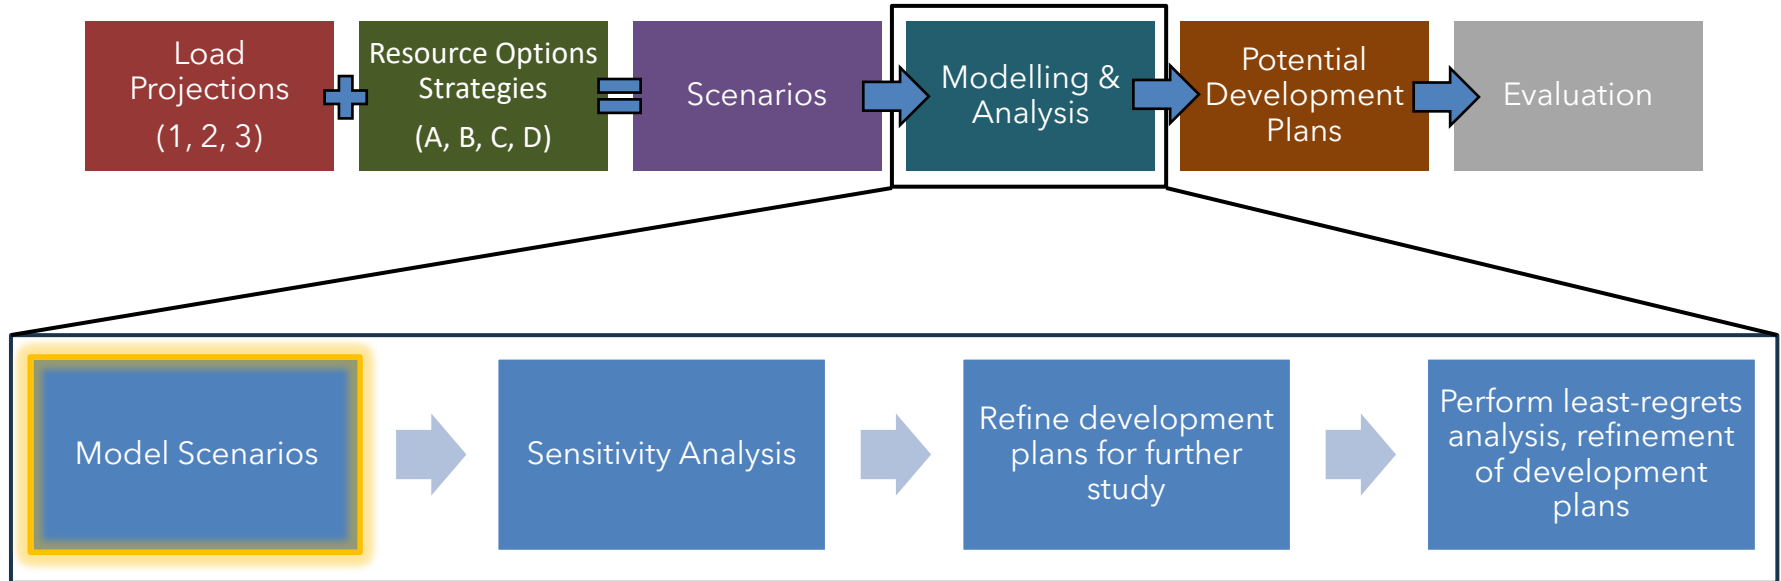 Load
Projections
(1, 2, 3)
Resource Options
Strategies
(A, B, C, D)
Scenarios
Modelling &
Analysis
Potential
Development
Plans
Evaluation
Model Scenarios
Sensitivity Analysis
Refine development
plans for further
study
Perform least-regrets
analysis, refinement
of development
plans